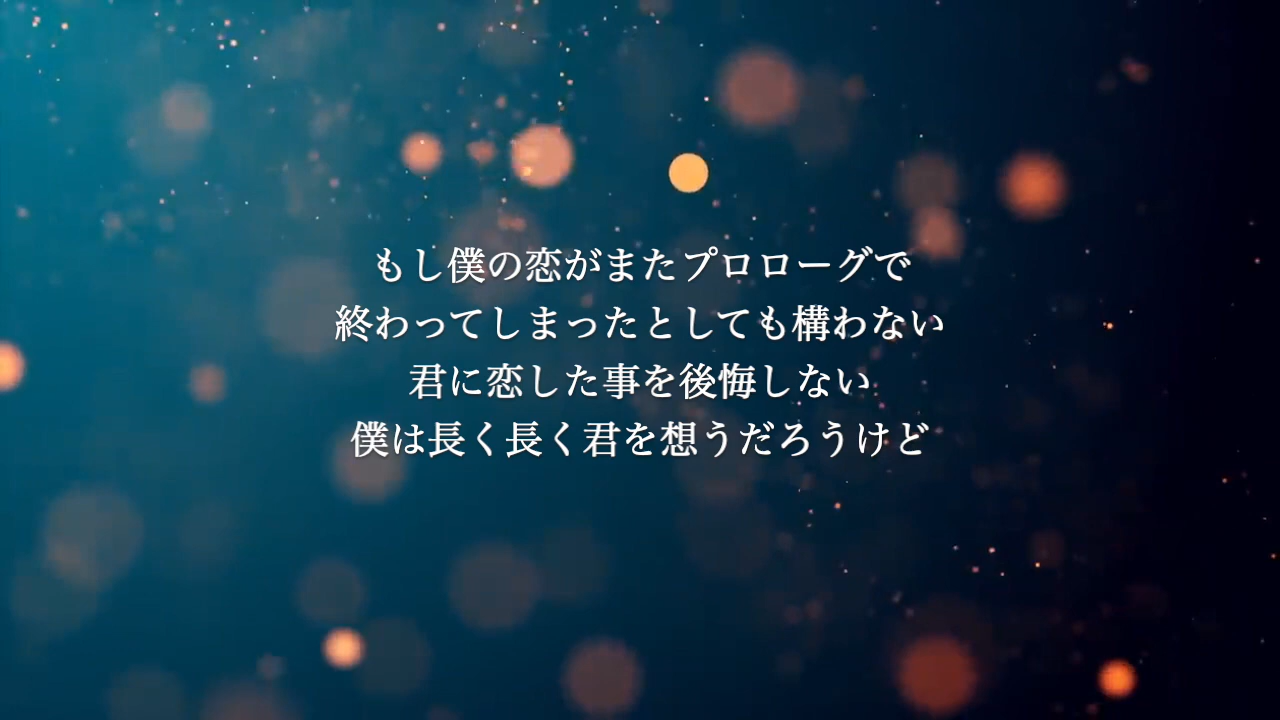 もし僕の恋がまたプロローグで
終わってしまったとしても構わない
君に恋した事を後悔しない
僕は長く長く君を想うだろうけど